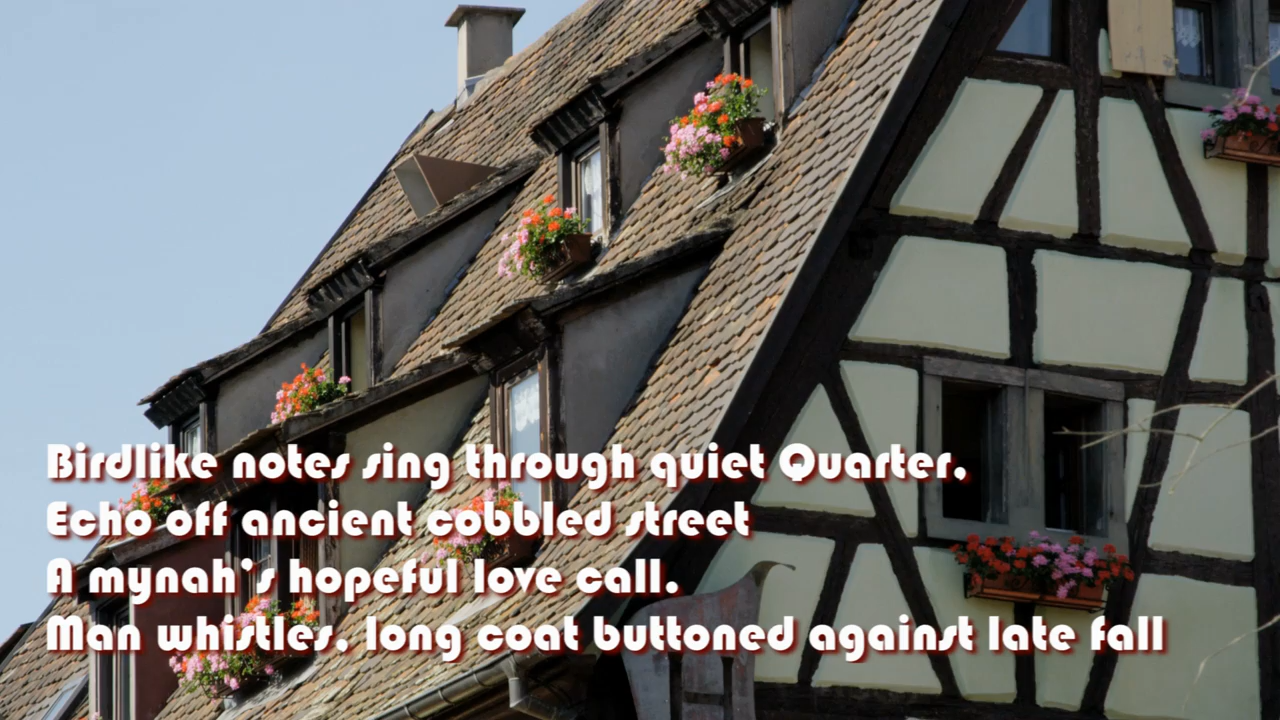 Birdlike notes sing through quiet Quarter,
Echo off ancient cobbled street
A mynah's hopeful love call.
Man whistles, long coat buttoned against late fall